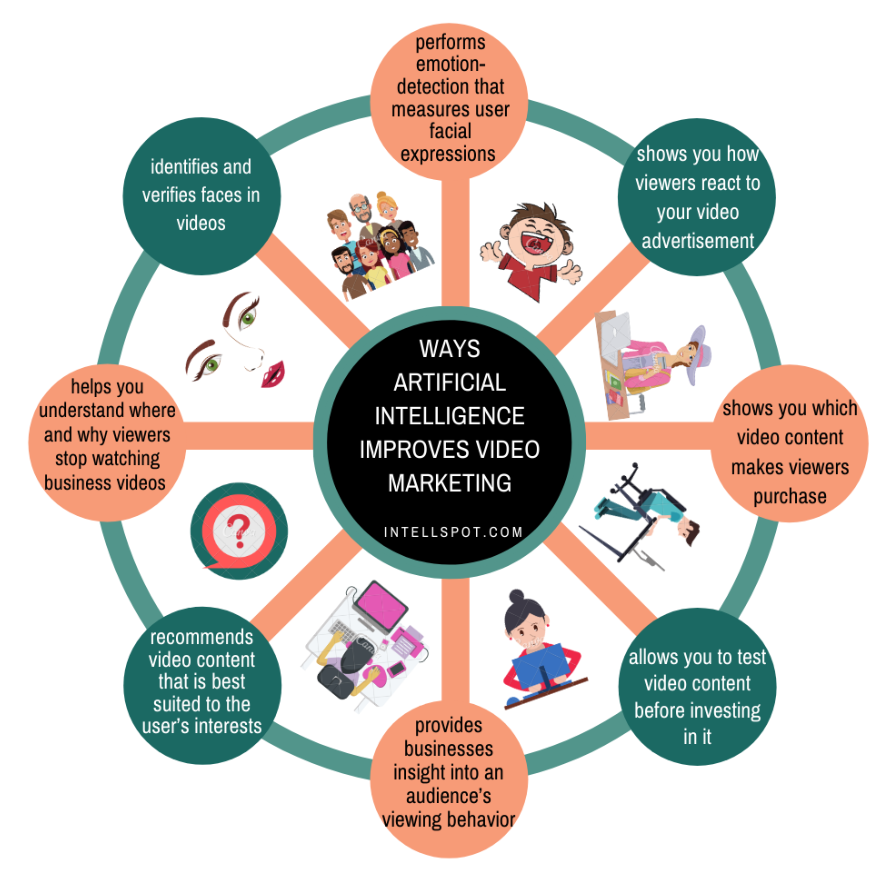 WAYS
ARTIFICIAL
INTELLIGENCE
IMPROVES VIDEO
MARKETING
INTELLSPOT.COM
performs
emotion-
detection that
measures user
facial
expressions
shows you how
viewers react to
your video
advertisement
shows you which
video content
makes viewers
purchase
allows you to test
video content
before investing
in it
provides
businesses
insight into an
audience’s
viewing behavior
recommends
video content
that is best
suited to the
user’s interests
helps you
understand where
and why viewers
stop watching
business videos
identifies and
verifies faces in
videos
?